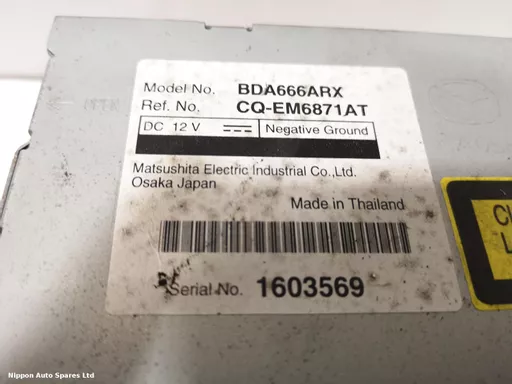 Model No. BDA666ARX
Ref. No. CQ-EM6871AT
DC 12 V Negative Ground
Matsushita Electric Industrial Co.,Ltd.
Osaka Japan
Made in Thailand
Serial No. 1603569
Nippon Auto Spares Ltd